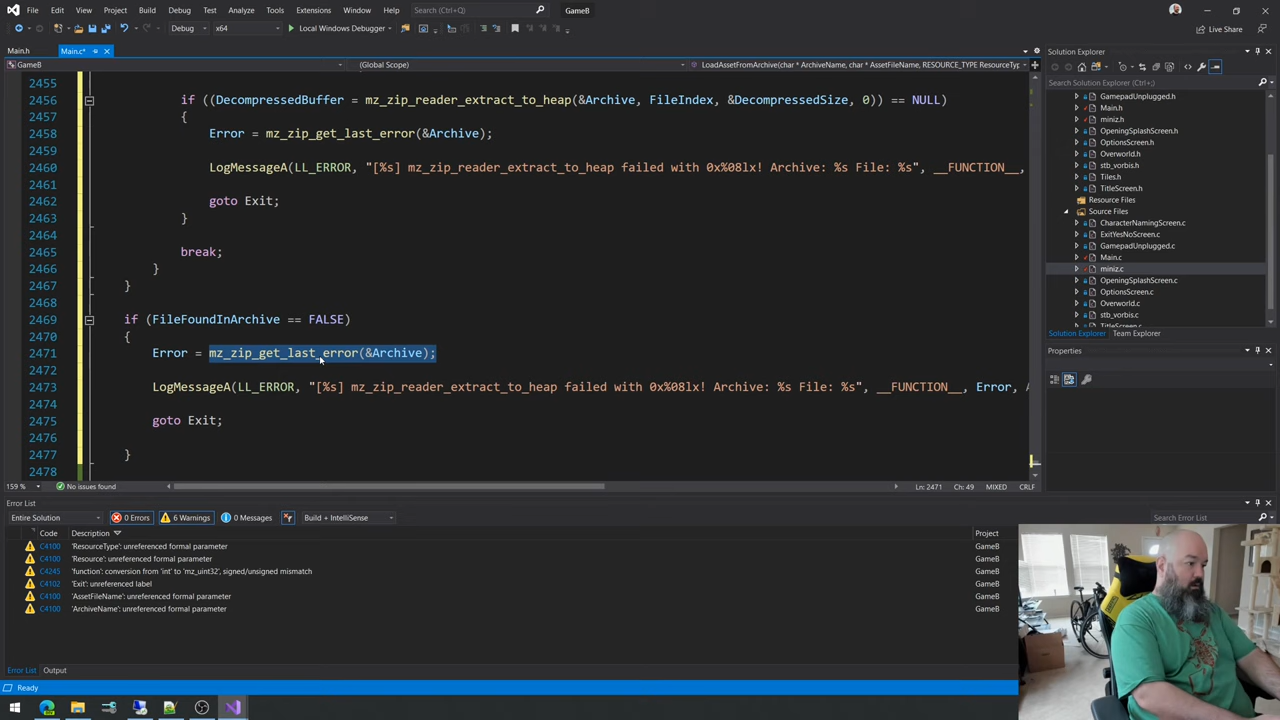 File Edit View Git Project Build Debug Test Analyze Tools Extensions Window Help Search (Ctrl+Q) GameB
Debug x64 Local Windows Debugger Live Share
Main.h Main.c*
GameB (Global Scope) LoadAssetFromArchive(char * ArchiveName, char * AssetFileName, RESOURCE_TYPE ResourceTyp
2455
2456 if ((DecompressedBuffer = mz_zip_reader_extract_to_heap(&Archive, FileIndex, &DecompressedSize, 0)) == NULL)
2457 {
2458 Error = mz_zip_get_last_error(&Archive);
2459
2460 LogMessageA(LL_ERROR, "[%s] mz_zip_reader_extract_to_heap failed with 0x%08lx! Archive: %s File: %s", __FUNCTION__,
2461
2462 goto Exit;
2463 }
2464
2465 break;
2466 }
2467 }
2468
2469 if (FileFoundInArchive == FALSE)
2470 {
2471 Error = mz_zip_get_last_error(&Archive);
2472
2473 LogMessageA(LL_ERROR, "[%s] mz_zip_reader_extract_to_heap failed with 0x%08lx! Archive: %s File: %s", __FUNCTION__, Error, A
2474
2475 goto Exit;
2476
2477 }
2478
159 % No issues found Ln: 2471 Ch: 49 MIXED CRLF
Solution Explorer
Search Solution Explorer (Ctrl+;)
GamepadUnplugged.h
Main.h
miniz.h
OpeningSplashScreen.h
OptionsScreen.h
Overworld.h
stb_vorbis.h
Tiles.h
TitleScreen.h
Resource Files
Source Files
CharacterNamingScreen.c
ExitYesNoScreen.c
GamepadUnplugged.c
Main.c
miniz.c
OpeningSplashScreen.c
OptionsScreen.c
Overworld.c
stb_vorbis.c
Solution Explorer Team Explorer
Properties
Error List
Entire Solution 0 Errors 6 Warnings 0 Messages Build + IntelliSense Search Error List
Code Description Project
C4100 'ResourceType': unreferenced formal parameter GameB
C4100 'Resource': unreferenced formal parameter GameB
C4245 'function': conversion from 'int' to 'mz_uint32', signed/unsigned mismatch GameB
C4102 'Exit': unreferenced label GameB
C4100 'AssetFileName': unreferenced formal parameter GameB
C4100 'ArchiveName': unreferenced formal parameter GameB
Error List Output
Ready